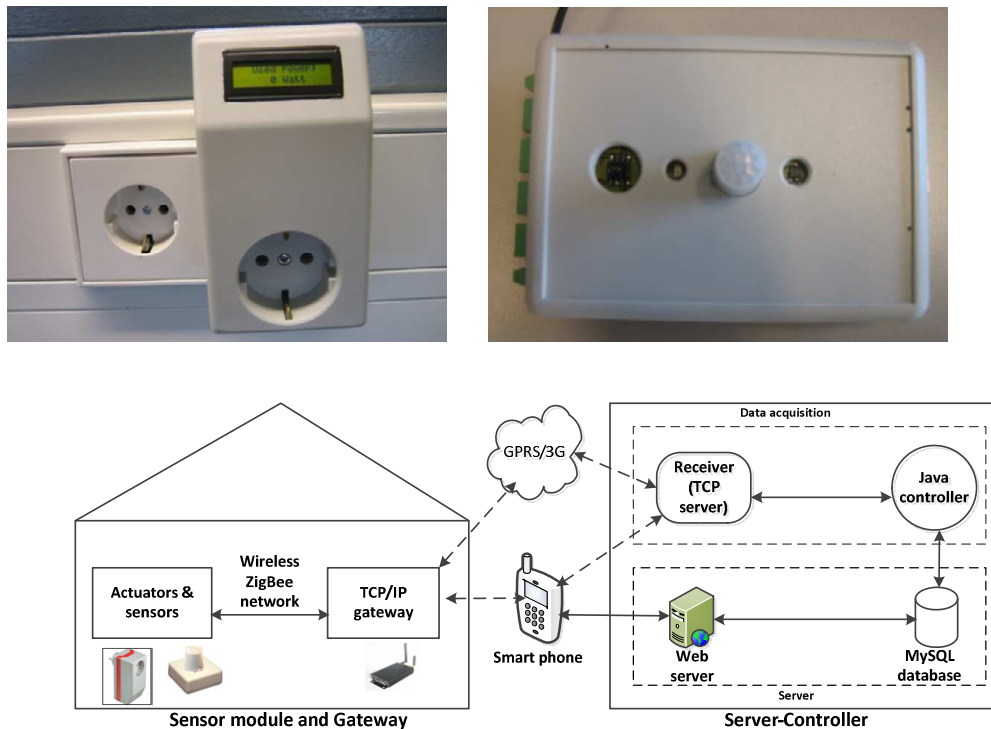 Used Power:
0 Watt
Data acquisition
GPRS/3G
Receiver
(TCP
server)
Java
controller
Wireless
ZigBee
network
Actuators &
sensors
TCP/IP
gateway
Smart phone
Web
server
MySQL
database
Server
Sensor module and Gateway
Server-Controller